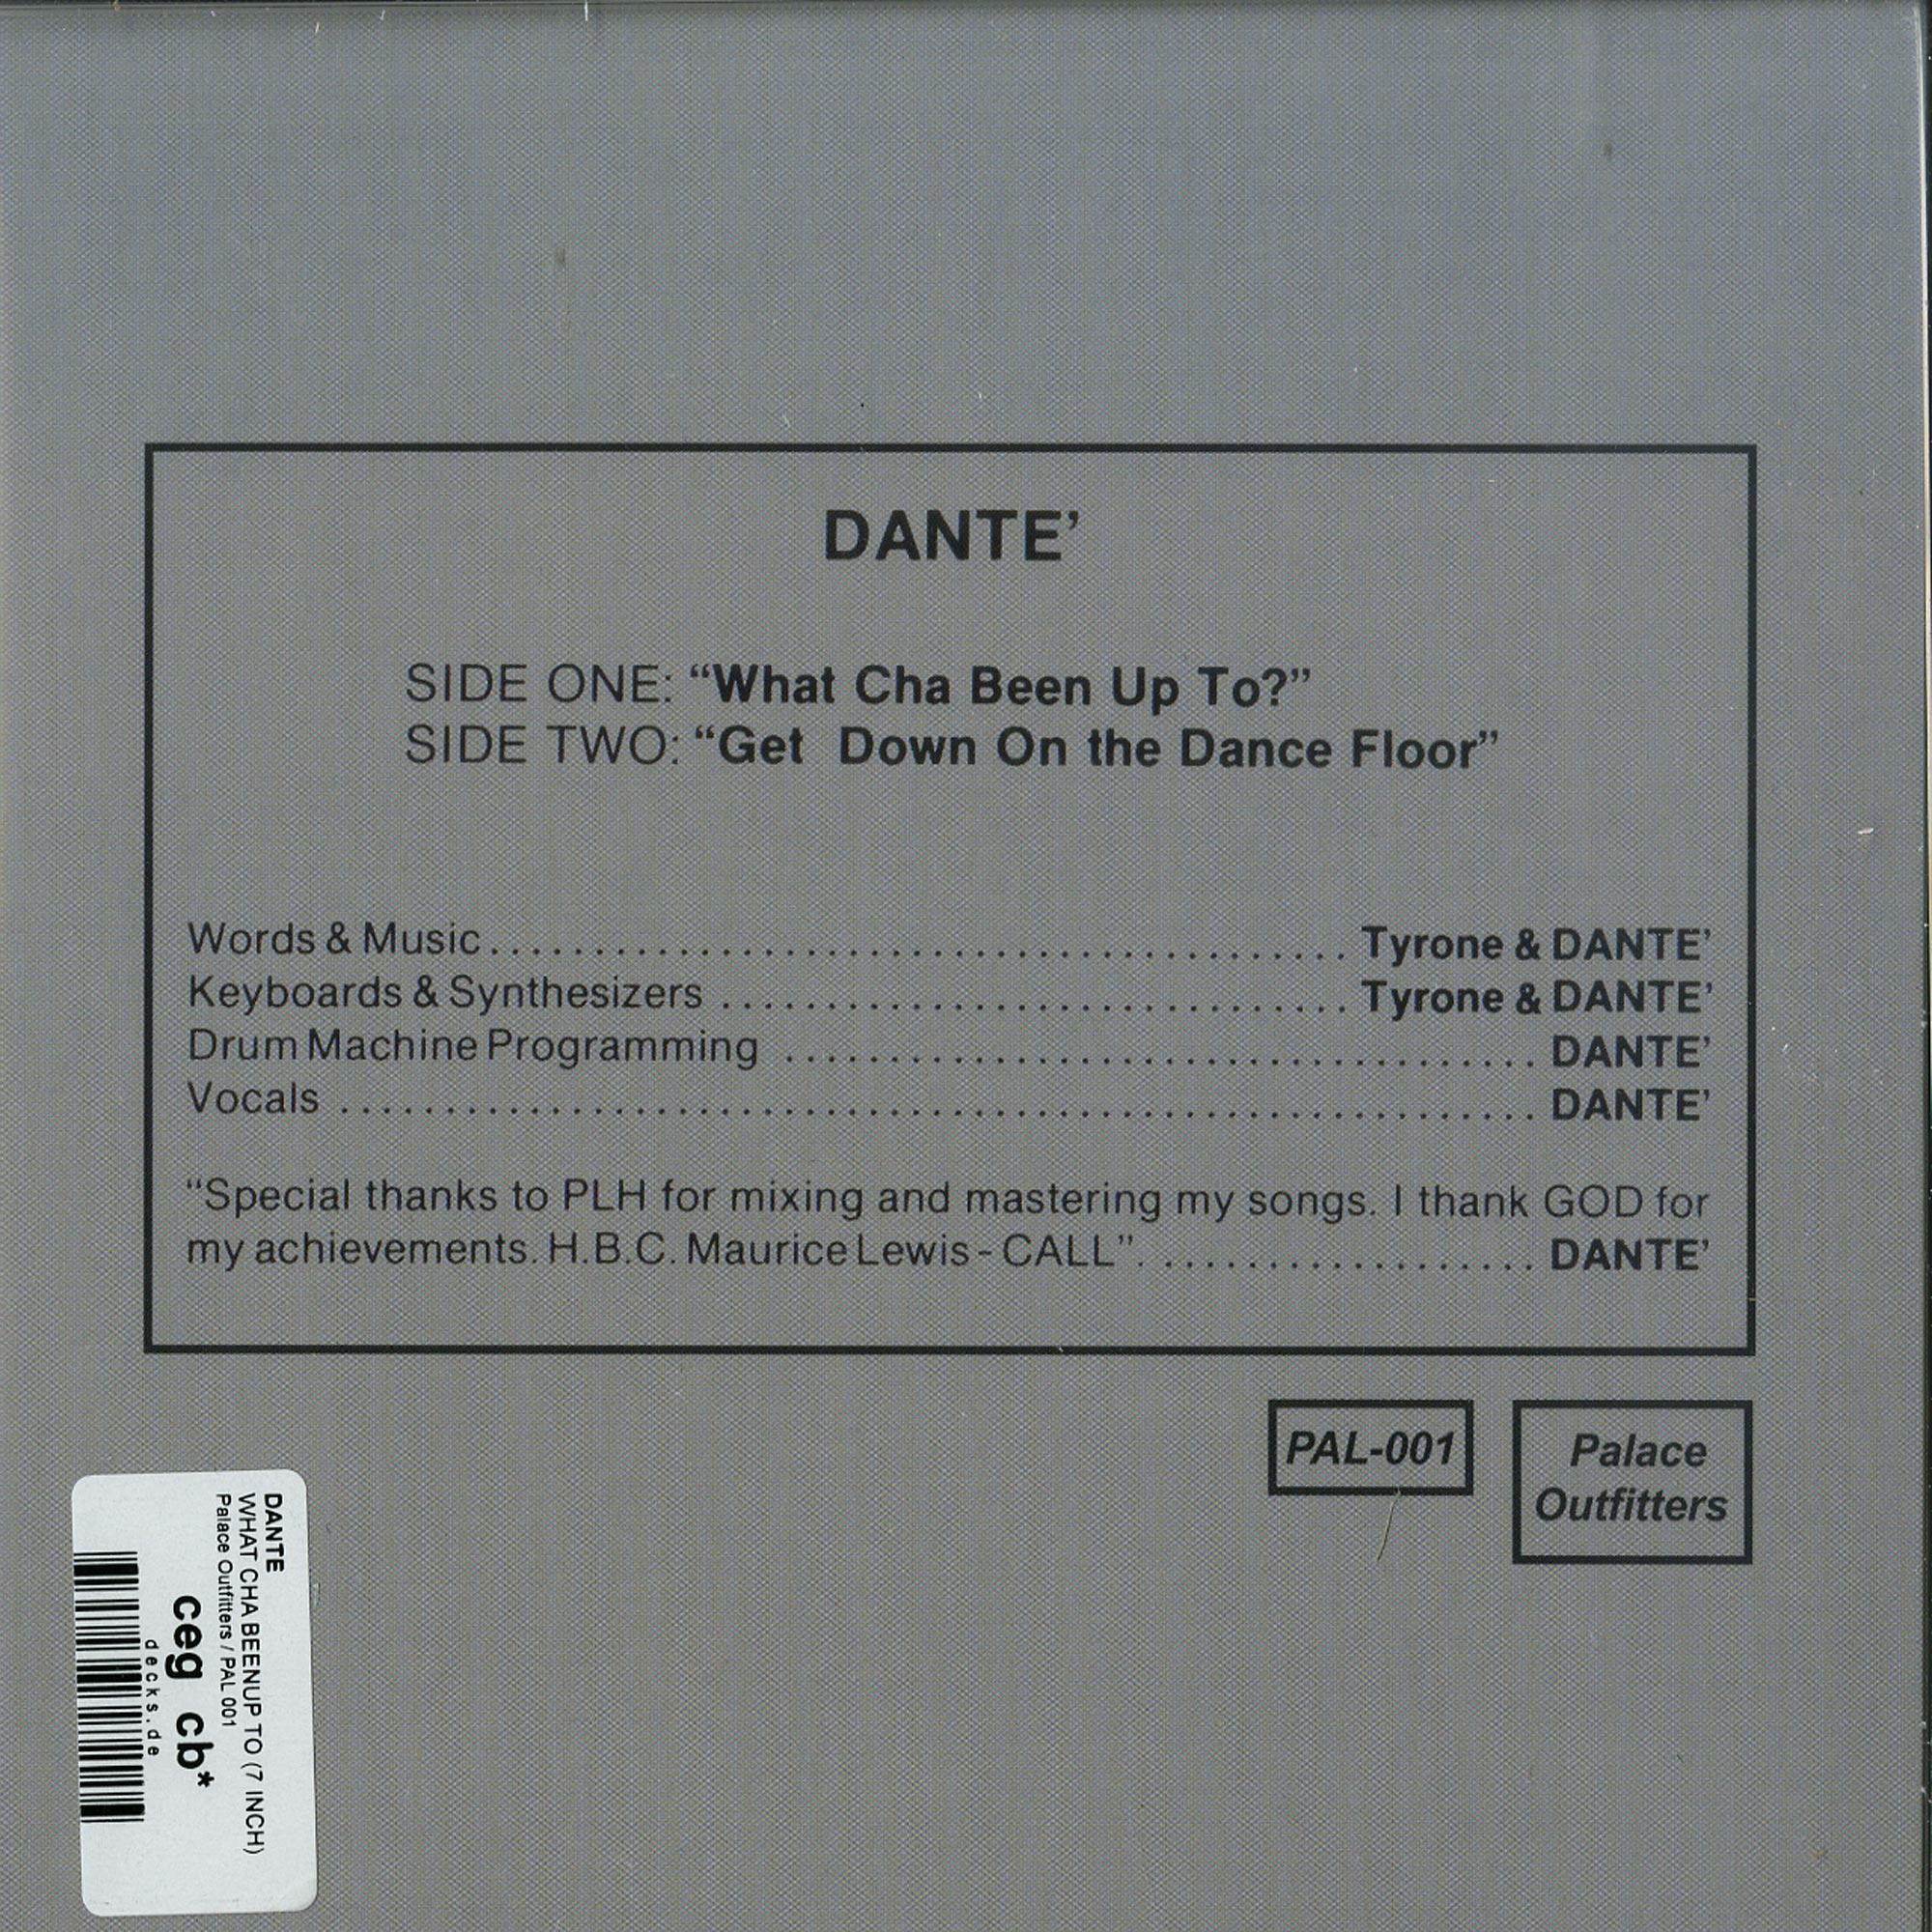 DANTE’
SIDE ONE: “What Cha Been Up To?”
SIDE TWO: “Get Down On the Dance Floor”
Words & Music........................................ Tyrone & DANTE’
Keyboards & Synthesizers .............................. Tyrone & DANTE’
Drum Machine Programming .................................... DANTE’
Vocals ......................................................... DANTE’
“Special thanks to PLH for mixing and mastering my songs. I thank GOD for
my achievements. H.B.C. Maurice Lewis - CALL”. .................. DANTE’
PAL-001
Palace
Outfitters
DANTE
WHAT CHA BEENUP TO (7 INCH)
Palace Outfitters / PAL 001
ceg cb*
decks.de